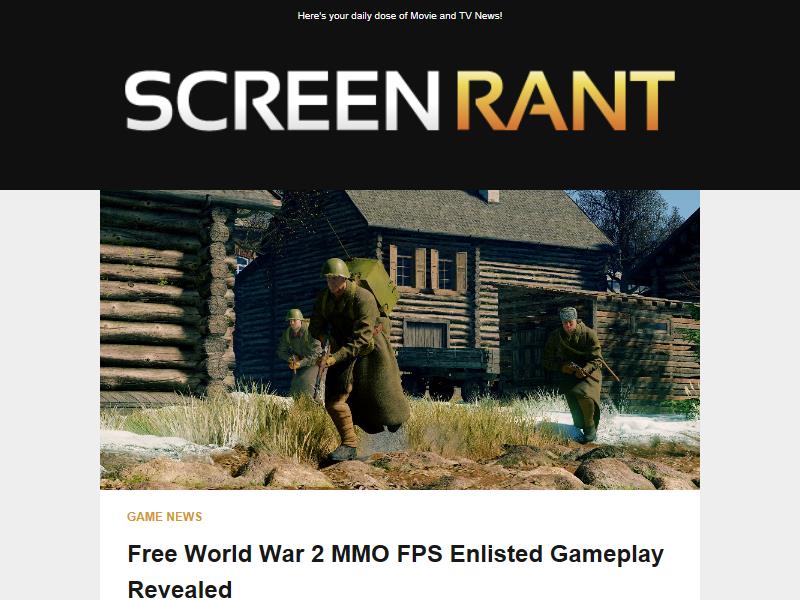 Here's your daily dose of Movie and TV News!
SCREEN RANT
GAME NEWS
Free World War 2 MMO FPS Enlisted Gameplay
Revealed